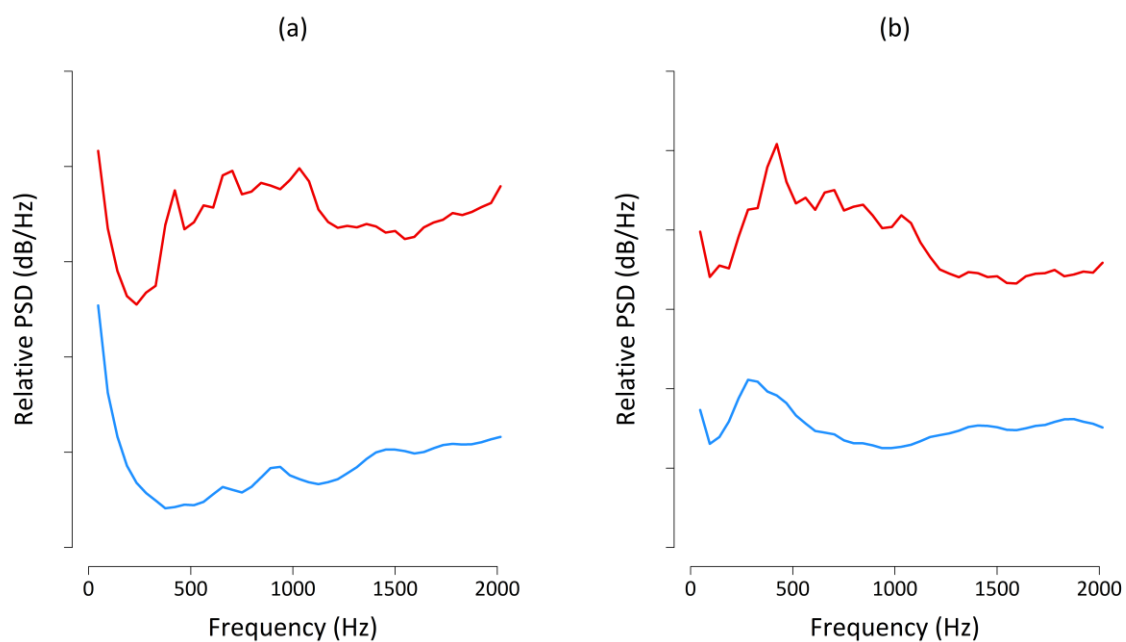 (a)
Relative PSD (dB/Hz)
0 500 1000 1500 2000
Frequency (Hz)
(b)
Relative PSD (dB/Hz)
0 500 1000 1500 2000
Frequency (Hz)